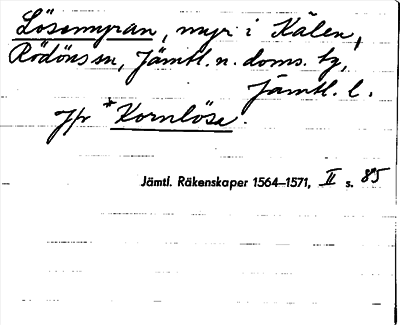 Lösemyran, myr i Kälen,
Rödöns sn, Jämtl. n. doms. tg,
Jämtl. l.
Jfr *Kornlöse.
Jämtl. Räkenskaper 1564–1571, II s. 85